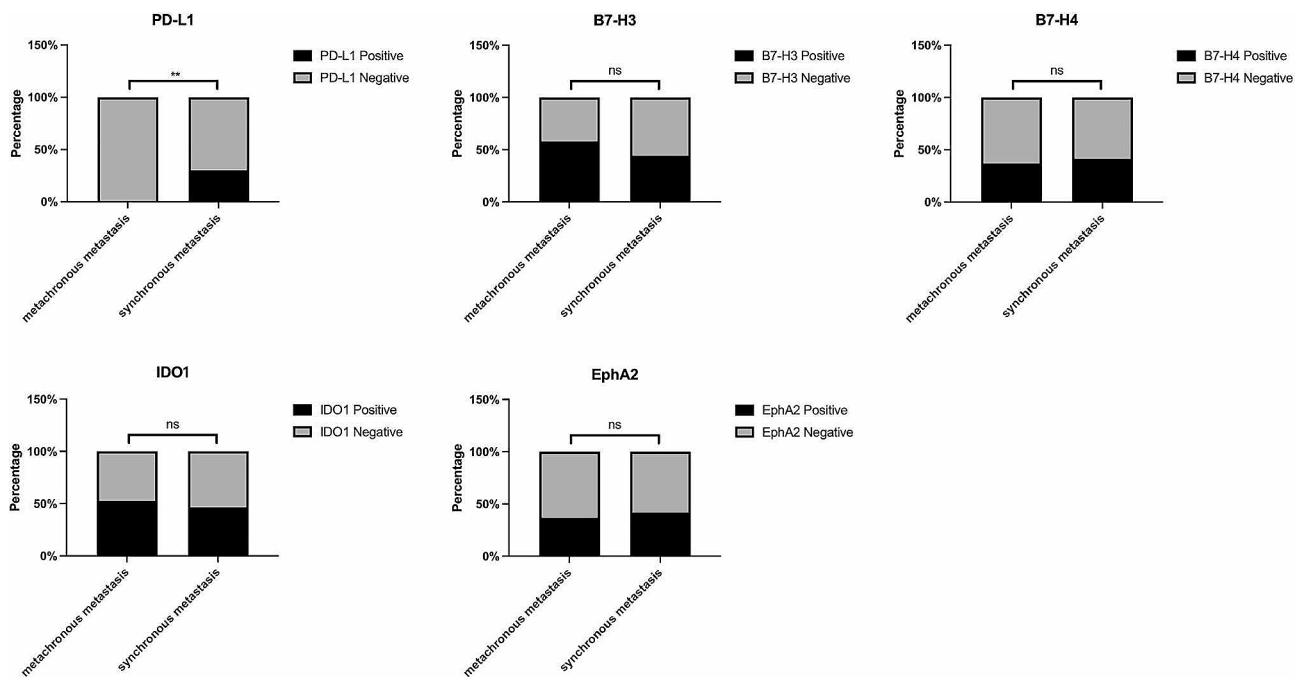 PD-L1
150%
100%
50%
0%
Percentage
**
PD-L1 Positive
PD-L1 Negative
metachronous metastasis
synchronous metastasis
B7-H3
150%
100%
50%
0%
Percentage
ns
B7-H3 Positive
B7-H3 Negative
metachronous metastasis
synchronous metastasis
B7-H4
150%
100%
50%
0%
Percentage
ns
B7-H4 Positive
B7-H4 Negative
metachronous metastasis
synchronous metastasis
IDO1
150%
100%
50%
0%
Percentage
ns
IDO1 Positive
IDO1 Negative
metachronous metastasis
synchronous metastasis
EphA2
150%
100%
50%
0%
Percentage
ns
EphA2 Positive
EphA2 Negative
metachronous metastasis
synchronous metastasis